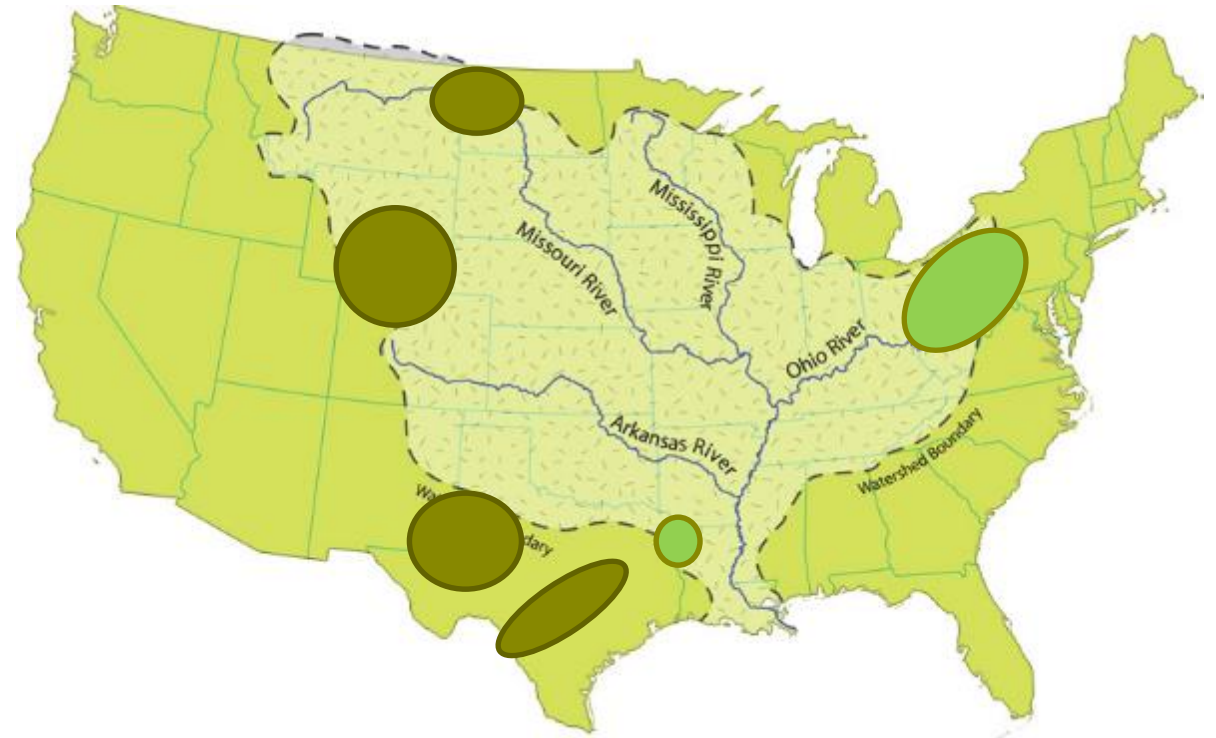 Mississippi River
Missouri River
Ohio River
Arkansas River
Watershed Boundary